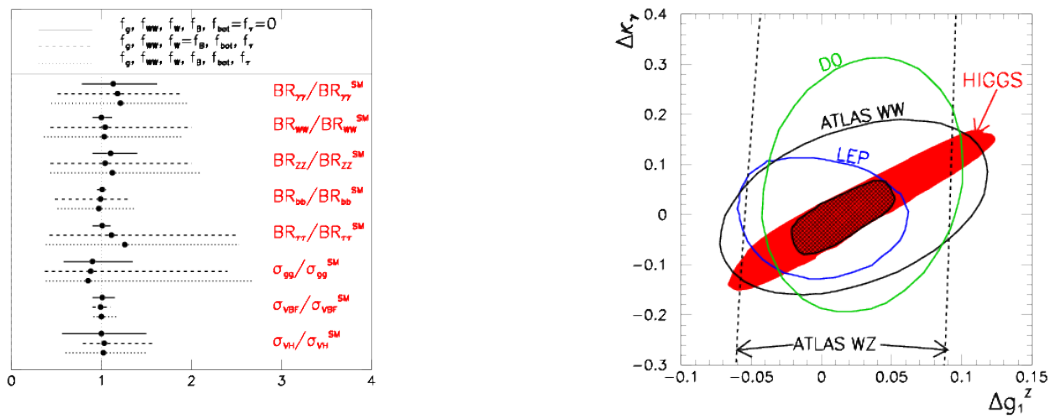 f_g, f_WW, f_W, f_B, f_bot=f_τ=0
f_g, f_WW, f_W=f_B, f_bot, f_τ
f_g, f_WW, f_W, f_B, f_bot, f_τ
BR_γγ/BR_γγ^SM
BR_WW/BR_WW^SM
BR_ZZ/BR_ZZ^SM
BR_bb/BR_bb^SM
BR_ττ/BR_ττ^SM
σ_gg/σ_gg^SM
σ_VBF/σ_VBF^SM
σ_VH/σ_VH^SM
0 1 2 3 4
Δκ_γ
0.4
0.3
0.2
0.1
0
−0.1
−0.2
−0.3
D0
HIGGS
ATLAS WW
LEP
ATLAS WZ
−0.1 −0.05 0 0.05 0.1 0.15
Δg_1^Z